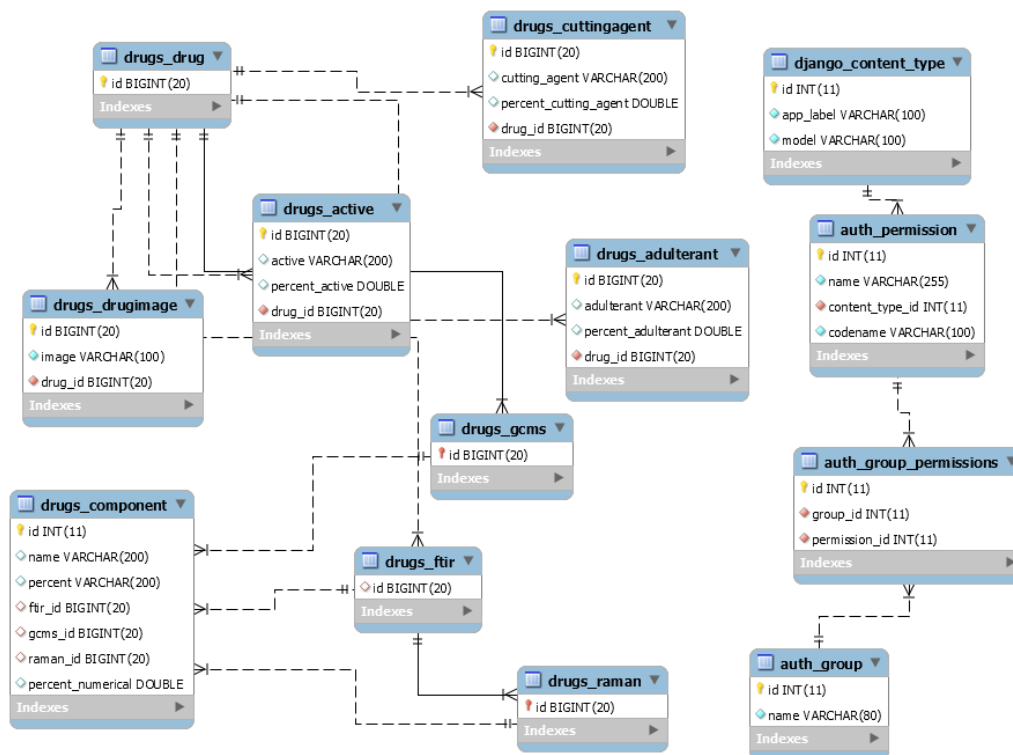 drugs_drug
id BIGINT(20)
Indexes
drugs_cuttingagent
id BIGINT(20)
cutting_agent VARCHAR(200)
percent_cutting_agent DOUBLE
drug_id BIGINT(20)
Indexes
django_content_type
id INT(11)
app_label VARCHAR(100)
model VARCHAR(100)
Indexes
drugs_active
id BIGINT(20)
active VARCHAR(200)
percent_active DOUBLE
drug_id BIGINT(20)
Indexes
auth_permission
id INT(11)
name VARCHAR(255)
content_type_id INT(11)
codename VARCHAR(100)
Indexes
drugs_adulterant
id BIGINT(20)
adulterant VARCHAR(200)
percent_adulterant DOUBLE
drug_id BIGINT(20)
Indexes
drugs_drugimage
id BIGINT(20)
image VARCHAR(100)
drug_id BIGINT(20)
Indexes
drugs_gcms
id BIGINT(20)
Indexes
auth_group_permissions
id INT(11)
group_id INT(11)
permission_id INT(11)
Indexes
drugs_component
id INT(11)
name VARCHAR(200)
percent VARCHAR(200)
ftir_id BIGINT(20)
gcms_id BIGINT(20)
raman_id BIGINT(20)
percent_numerical DOUBLE
Indexes
drugs_ftir
id BIGINT(20)
Indexes
drugs_raman
id BIGINT(20)
Indexes
auth_group
id INT(11)
name VARCHAR(80)
Indexes